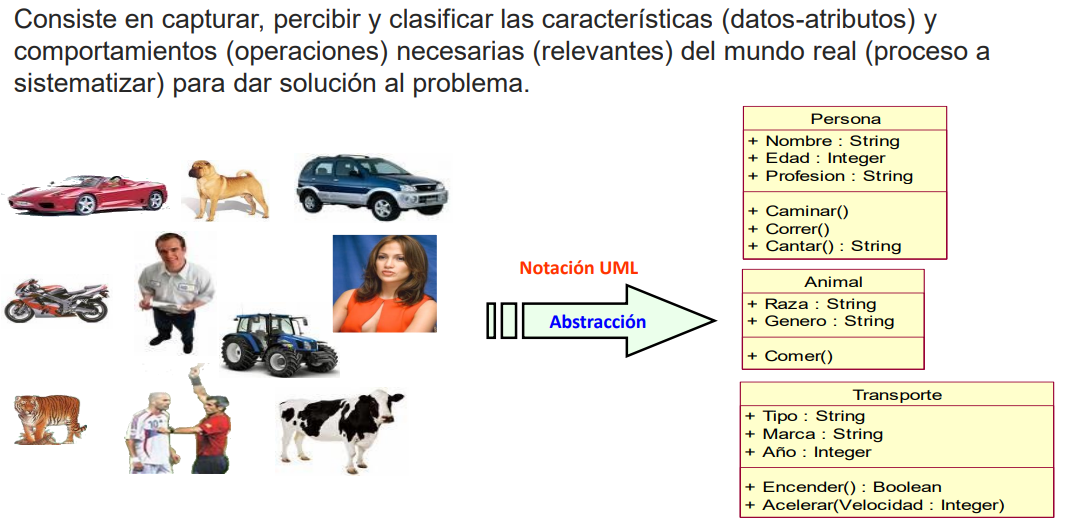 Consiste en capturar, percibir y clasificar las características (datos-atributos) y
comportamientos (operaciones) necesarias (relevantes) del mundo real (proceso a
sistematizar) para dar solución al problema.
Notación UML
Abstracción
Persona
+ Nombre : String
+ Edad : Integer
+ Profesion : String
+ Caminar()
+ Correr()
+ Cantar() : String
Animal
+ Raza : String
+ Genero : String
+ Comer()
Transporte
+ Tipo : String
+ Marca : String
+ Año : Integer
+ Encender() : Boolean
+ Acelerar(Velocidad : Integer)
10